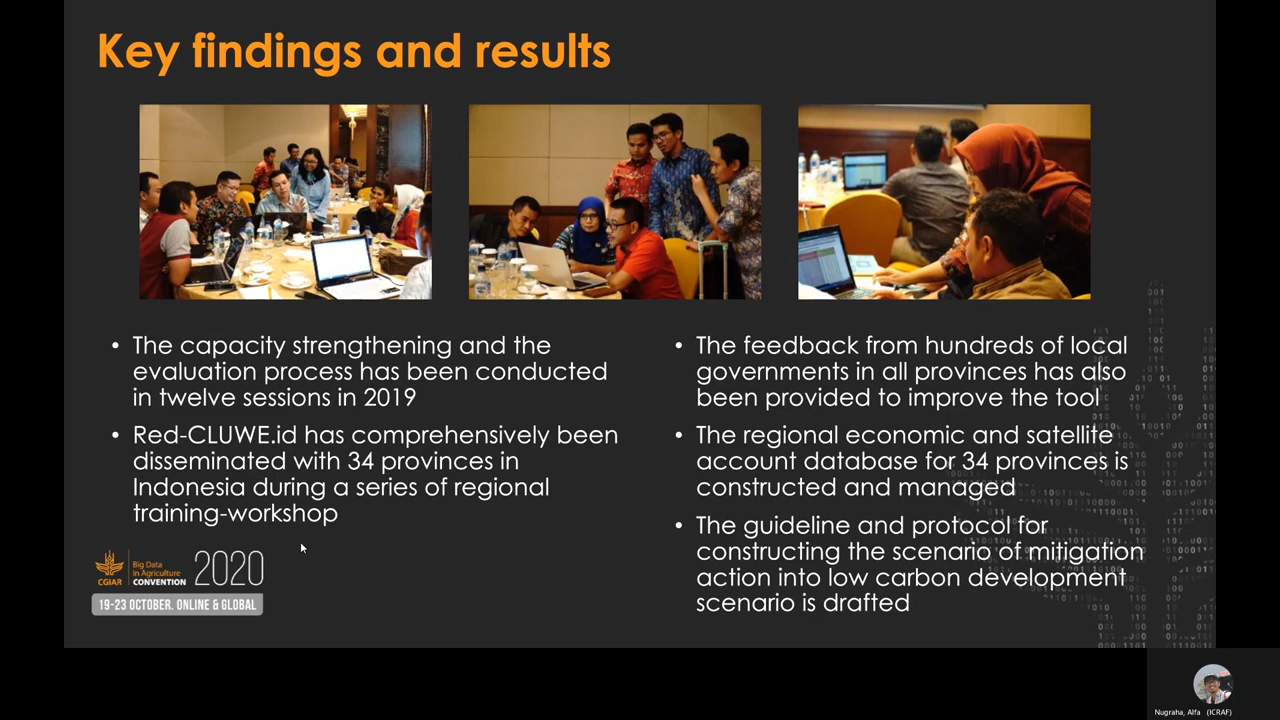 Key findings and results
• The capacity strengthening and the
evaluation process has been conducted
in twelve sessions in 2019
• Red-CLUWE.id has comprehensively been
disseminated with 34 provinces in
Indonesia during a series of regional
training-workshop
• The feedback from hundreds of local
governments in all provinces has also
been provided to improve the tool
• The regional economic and satellite
account database for 34 provinces is
constructed and managed
• The guideline and protocol for
constructing the scenario of mitigation
action into low carbon development
scenario is drafted
CGIAR
Big Data
in Agriculture
CONVENTION
2020
19-23 OCTOBER. ONLINE & GLOBAL
Nugraha, Alfa (ICRAF)